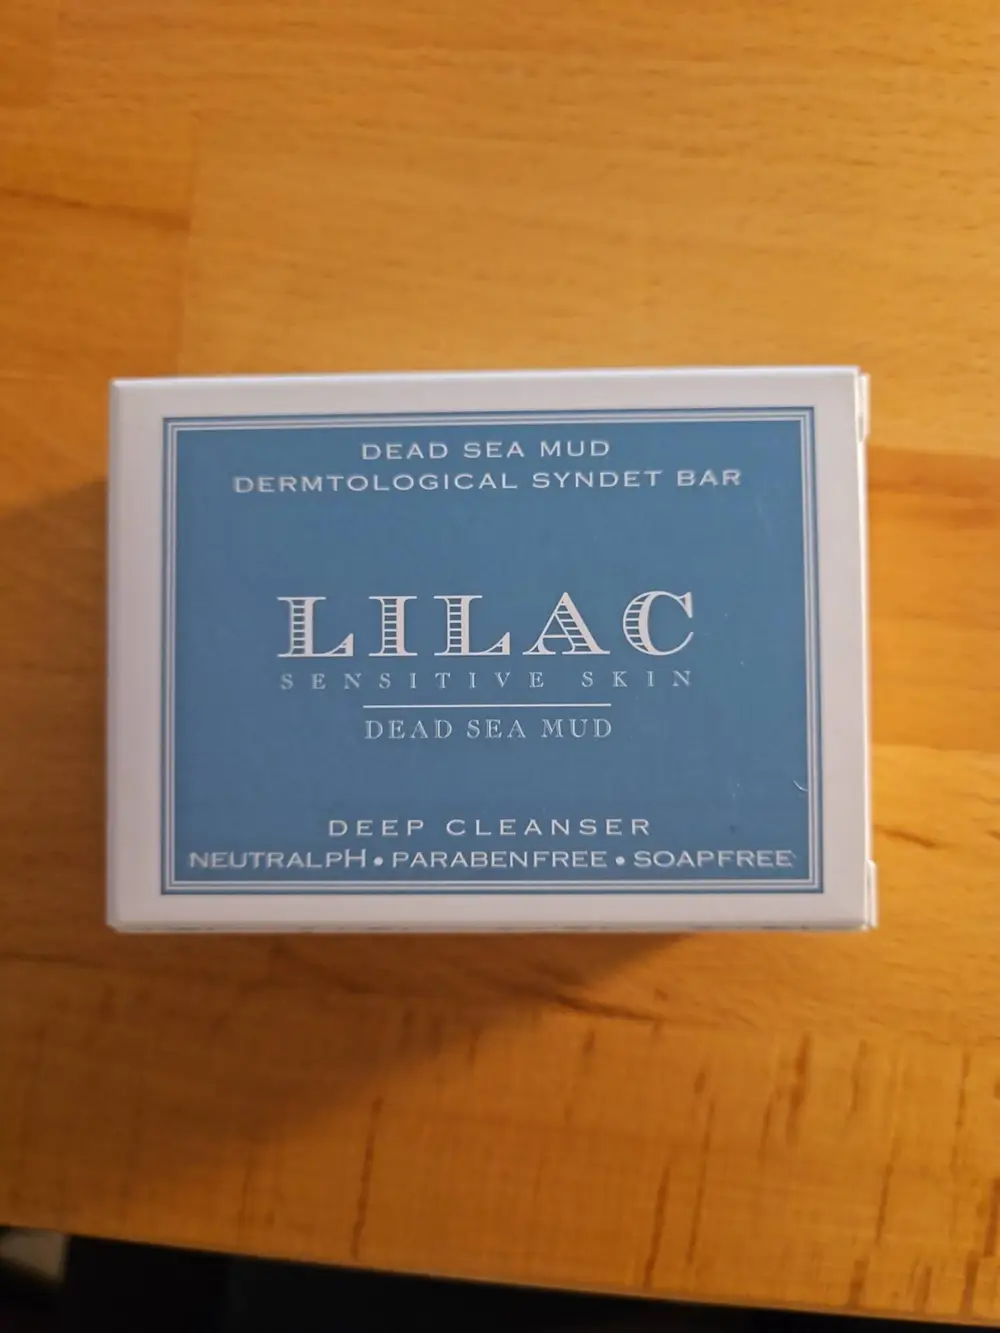 DEAD SEA MUD
DERMTOLOGICAL SYNDET BAR
LILAC
SENSITIVE SKIN
DEAD SEA MUD
DEEP CLEANSER
NEUTRALPH • PARABENFREE • SOAPFREE